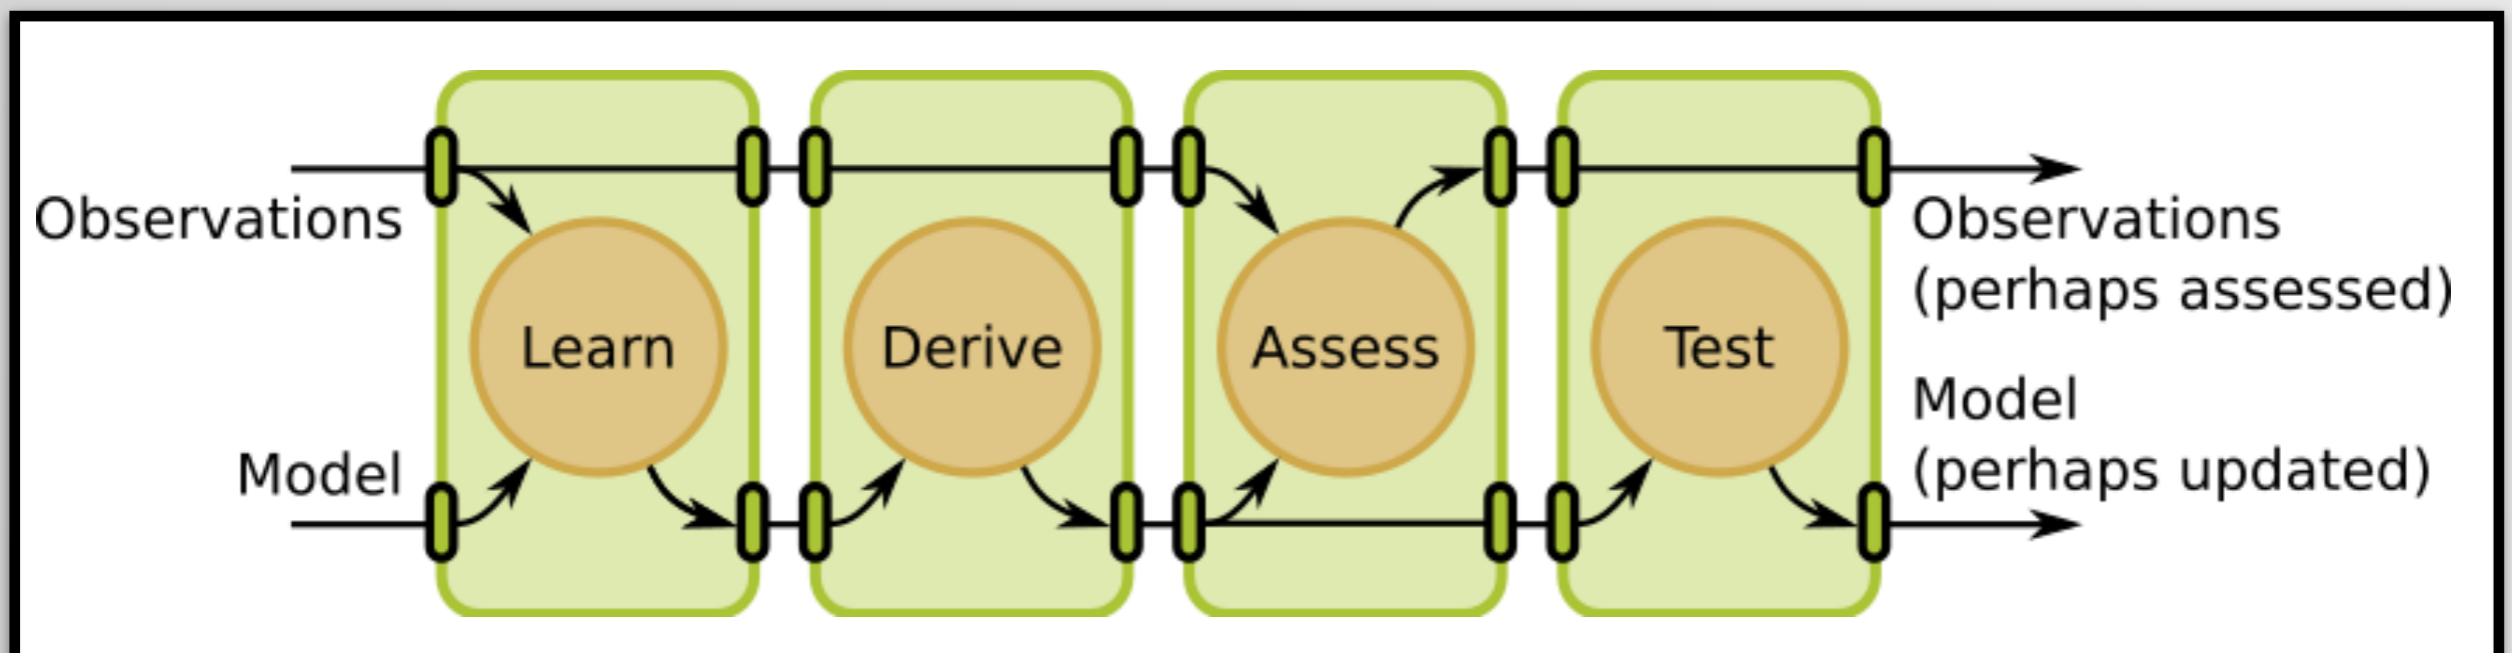 Observations
Model
Learn
Derive
Assess
Test
Observations
(perhaps assessed)
Model
(perhaps updated)